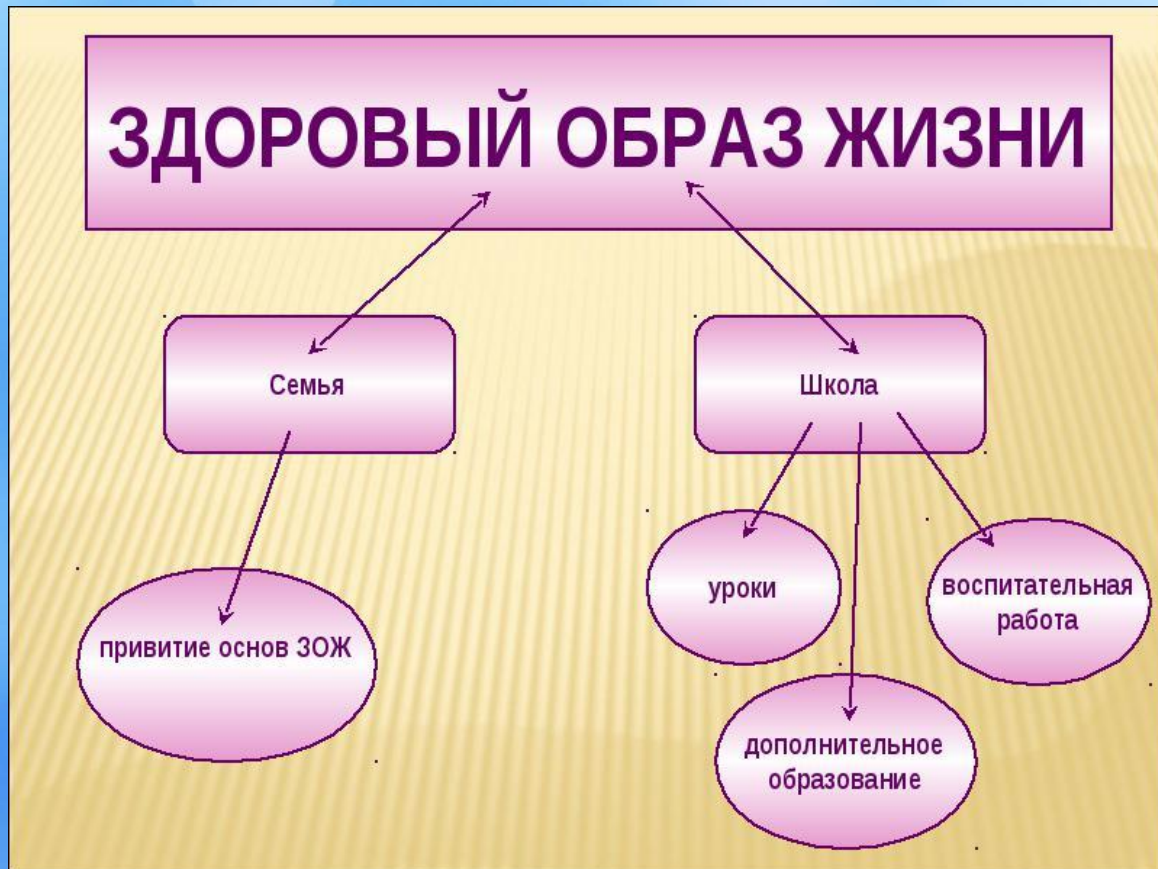 ЗДОРОВЫЙ ОБРАЗ ЖИЗНИ
Семья
Школа
привитие основ ЗОЖ
уроки
дополнительное
образование
воспитательная
работа